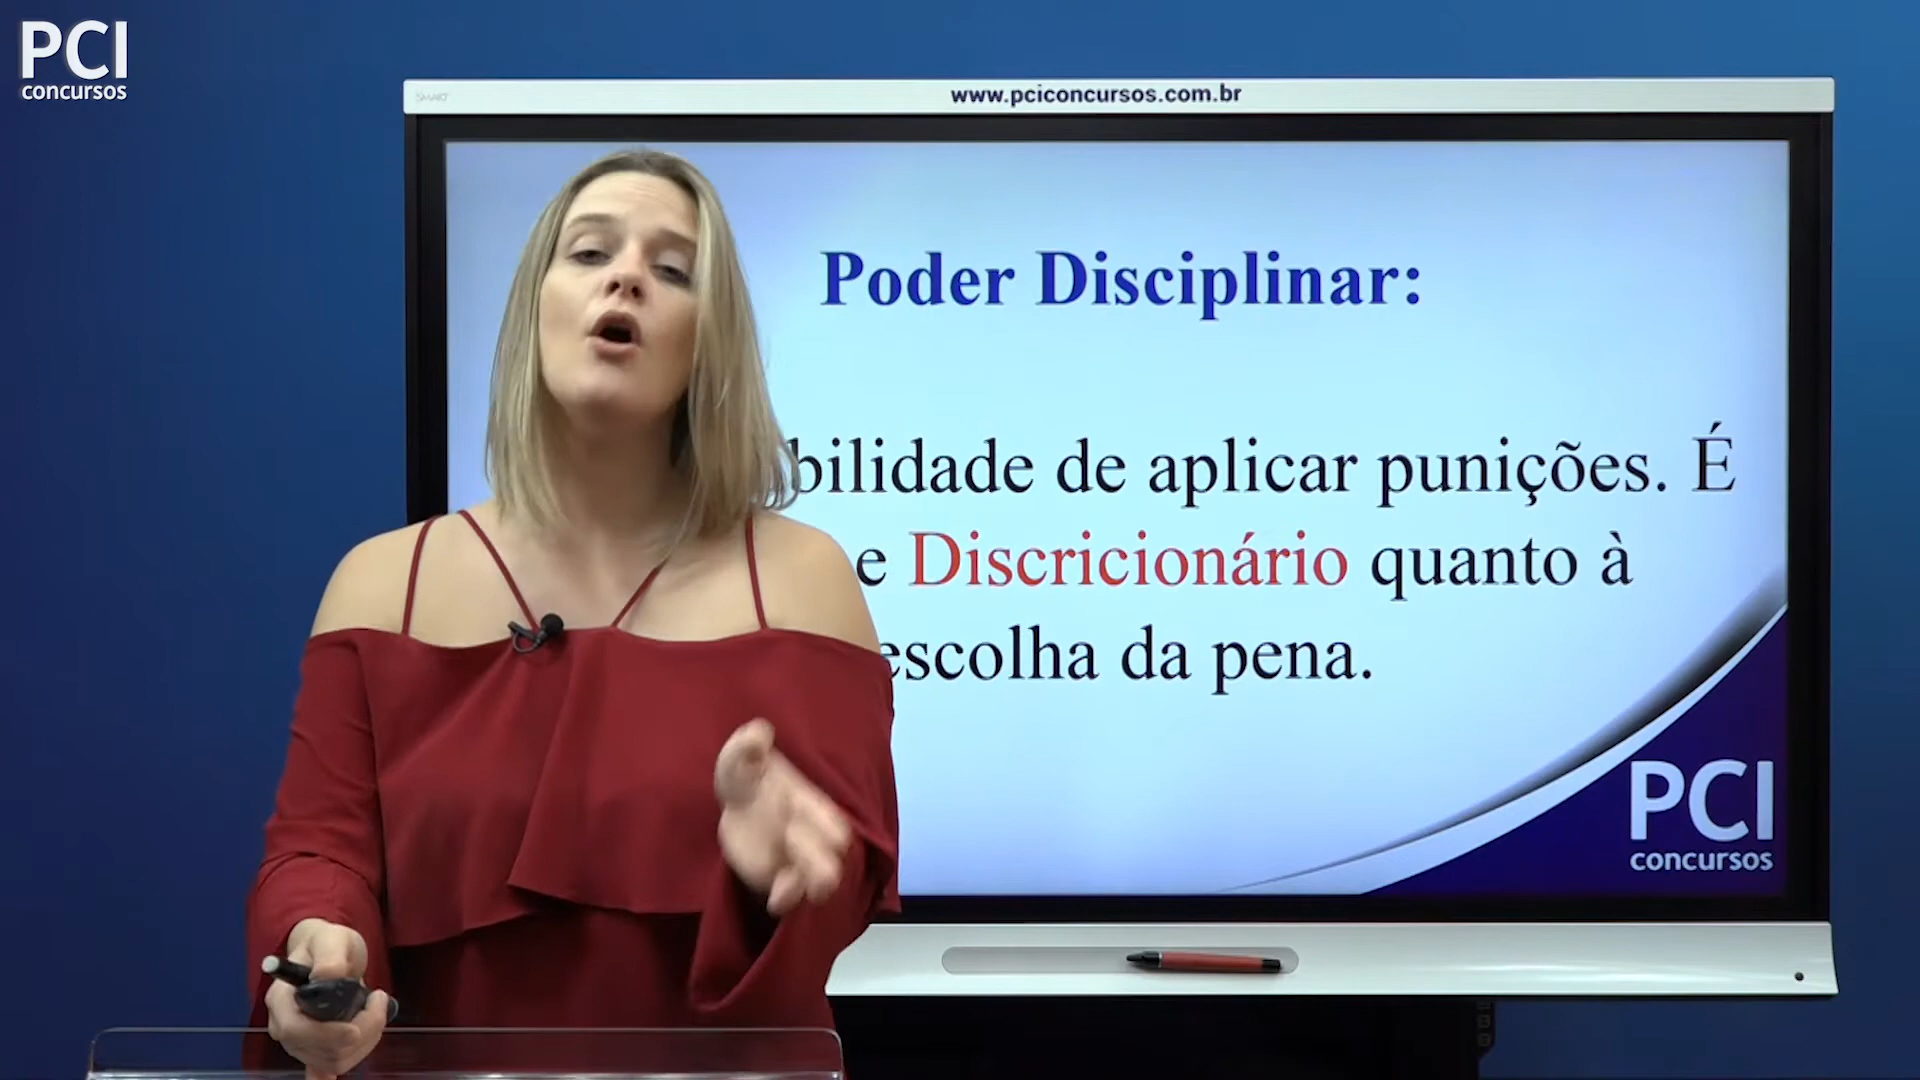 PCI
concursos
www.pciconcursos.com.br
Poder Disciplinar:
bilidade de aplicar punições. É
e Discricionário quanto à
escolha da pena.
PCI
concursos